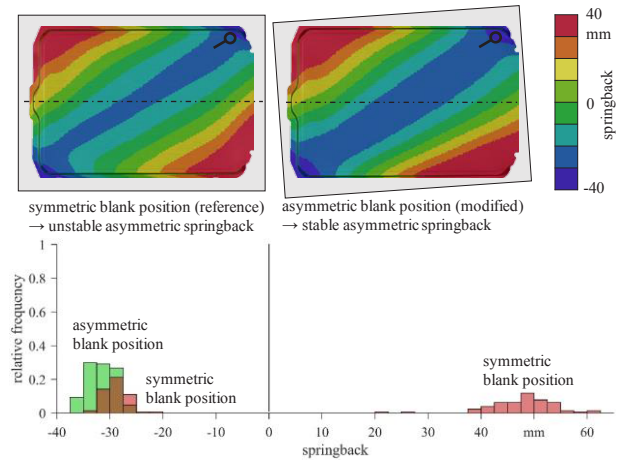 40
mm
0
-40
springback
symmetric blank position (reference)
→ unstable asymmetric springback
asymmetric blank position (modified)
→ stable asymmetric springback
1
0.8
0.6
0.4
0.2
0
relative frequency
asymmetric
blank position
symmetric
blank position
symmetric
blank position
-40 -30 -20 -10 0 10 20 30 40 mm 60
springback